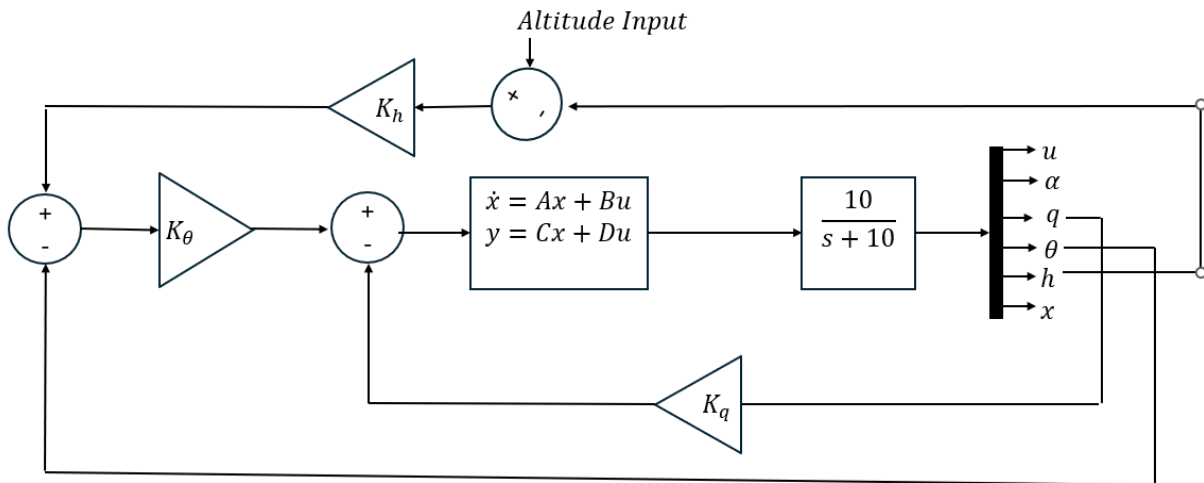 Altitude Input
+
-
K_h
+
-
K_θ
+
-
ẋ = Ax + Bu
y = Cx + Du
10
s + 10
u
α
q
θ
h
x
K_q